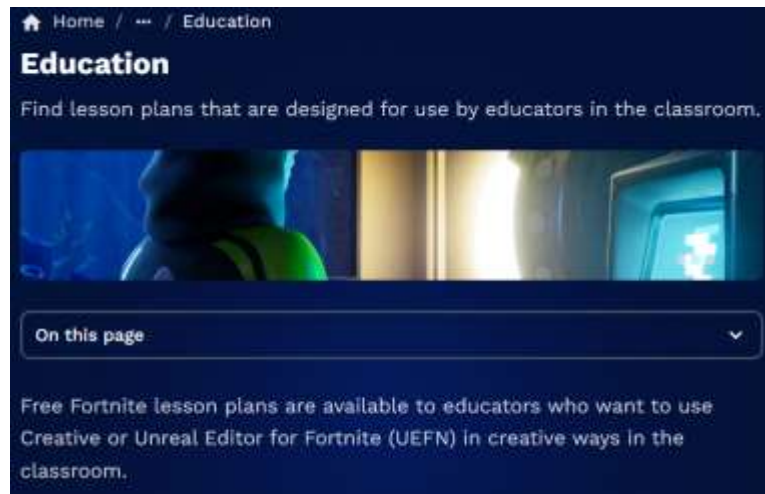 Home / ··· / Education
Education
Find lesson plans that are designed for use by educators in the classroom.
On this page
Free Fortnite lesson plans are available to educators who want to use
Creative or Unreal Editor for Fortnite (UEFN) in creative ways in the
classroom.